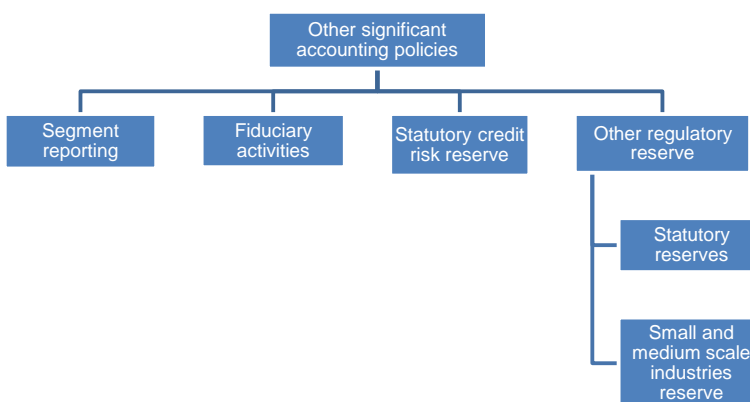 Other significant
accounting policies
Segment
reporting
Fiduciary
activities
Statutory credit
risk reserve
Other regulatory
reserve
Statutory
reserves
Small and
medium scale
industries
reserve